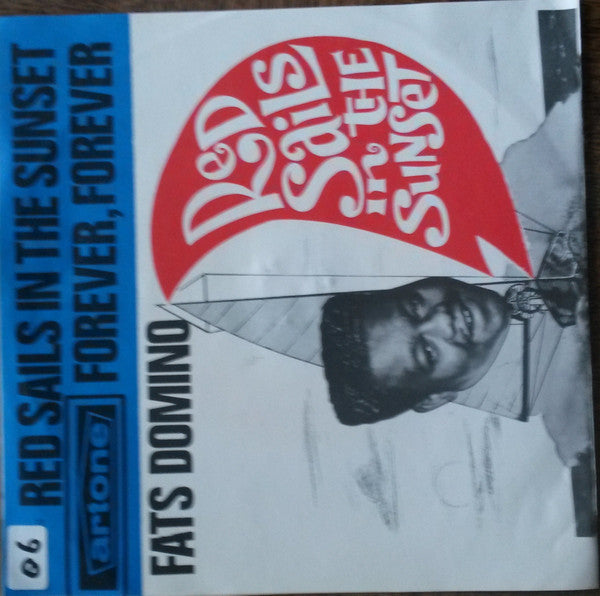 RED SAILS IN THE SUNSET
artone
FOREVER, FOREVER
FATS DOMINO
RED
SailS
in THE
SUNSET
06